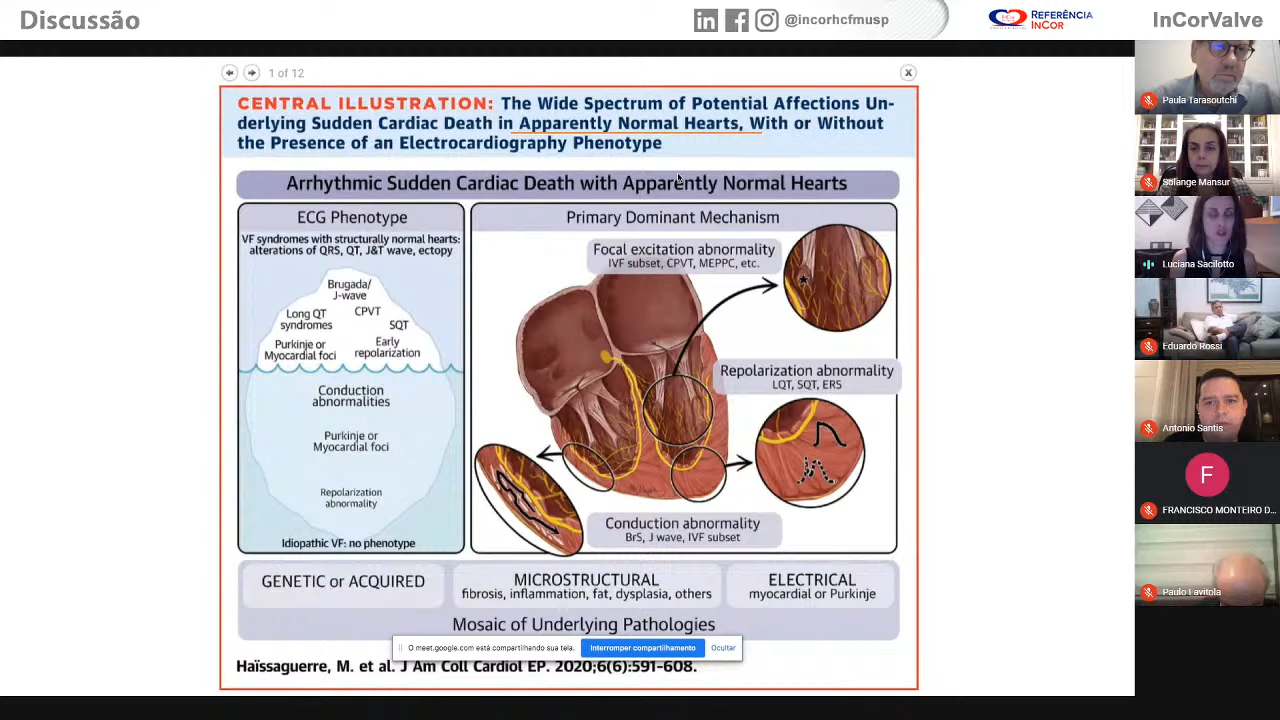 Discussão
@incorhcfmusp
InCor
REFERÊNCIA
INCOR
InCorValve
1 of 12
CENTRAL ILLUSTRATION: The Wide Spectrum of Potential Affections Un-
derlying Sudden Cardiac Death in Apparently Normal Hearts, With or Without
the Presence of an Electrocardiography Phenotype
Arrhythmic Sudden Cardiac Death with Apparently Normal Hearts
ECG Phenotype
VF syndromes with structurally normal hearts:
alterations of QRS, QT, J&T wave, ectopy
Brugada/
J-wave
Long QT
syndromes
CPVT
SQT
Purkinje or
Myocardial foci
Early
repolarization
Conduction
abnormalities
Purkinje or
Myocardial foci
Repolarization
abnormality
Idiopathic VF: no phenotype
Primary Dominant Mechanism
Focal excitation abnormality
IVF subset, CPVT, MEPPC, etc.
Repolarization abnormality
LQT, SQT, ERS
Conduction abnormality
BrS, J wave, IVF subset
GENETIC or ACQUIRED
MICROSTRUCTURAL
fibrosis, inflammation, fat, dysplasia, others
ELECTRICAL
myocardial or Purkinje
Mosaic of Underlying Pathologies
O meet.google.com está compartilhando sua tela.
Interromper compartilhamento
Ocultar
Haïssaguerre, M. et al. J Am Coll Cardiol EP. 2020;6(6):591-608.
Paula Tarasoutchi
Solange Mansur
Luciana Sacilotto
Eduardo Rossi
Antonio Santis
F
FRANCISCO MONTEIRO D...
Paulo Lavitola